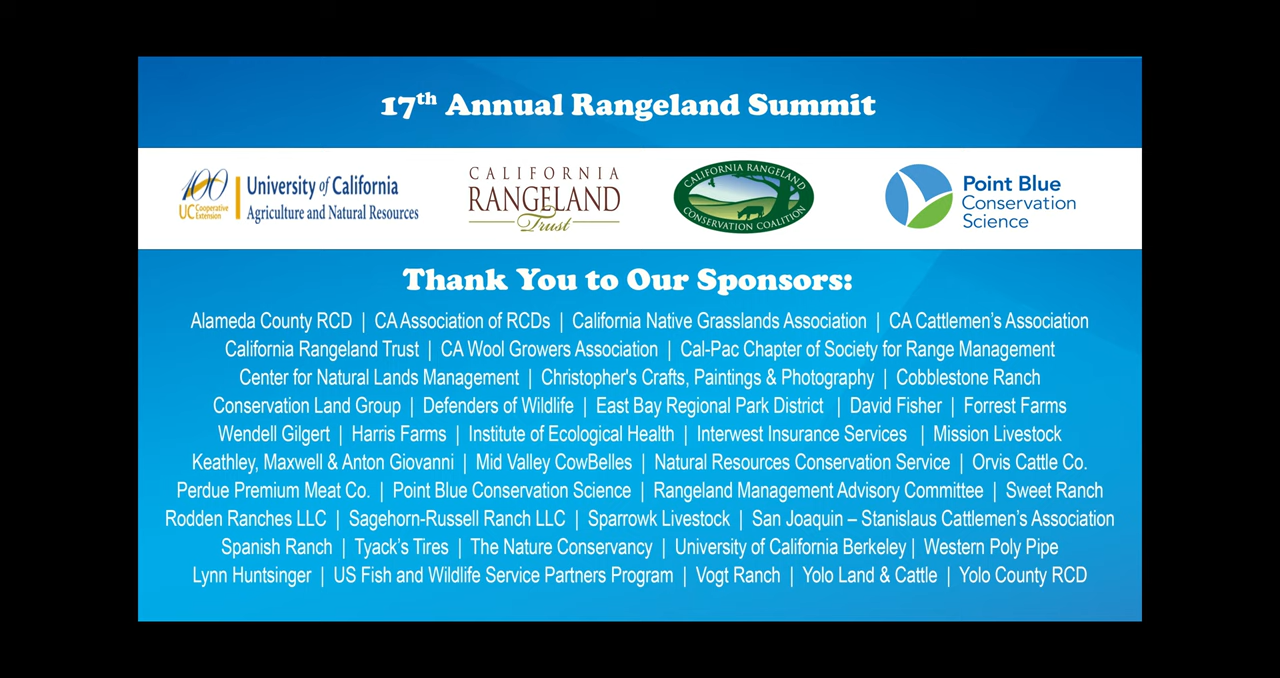 17th Annual Rangeland Summit
100
UC Cooperative Extension
University of California
Agriculture and Natural Resources
CALIFORNIA
RANGELAND
Trust
CALIFORNIA RANGELAND
CONSERVATION COALITION
Point Blue
Conservation
Science
Thank You to Our Sponsors:
Alameda County RCD | CA Association of RCDs | California Native Grasslands Association | CA Cattlemen's Association
California Rangeland Trust | CA Wool Growers Association | Cal-Pac Chapter of Society for Range Management
Center for Natural Lands Management | Christopher's Crafts, Paintings & Photography | Cobblestone Ranch
Conservation Land Group | Defenders of Wildlife | East Bay Regional Park District | David Fisher | Forrest Farms
Wendell Gilgert | Harris Farms | Institute of Ecological Health | Interwest Insurance Services | Mission Livestock
Keathley, Maxwell & Anton Giovanni | Mid Valley CowBelles | Natural Resources Conservation Service | Orvis Cattle Co.
Perdue Premium Meat Co. | Point Blue Conservation Science | Rangeland Management Advisory Committee | Sweet Ranch
Rodden Ranches LLC | Sagehorn-Russell Ranch LLC | Sparrowk Livestock | San Joaquin – Stanislaus Cattlemen's Association
Spanish Ranch | Tyack's Tires | The Nature Conservancy | University of California Berkeley | Western Poly Pipe
Lynn Huntsinger | US Fish and Wildlife Service Partners Program | Vogt Ranch | Yolo Land & Cattle | Yolo County RCD